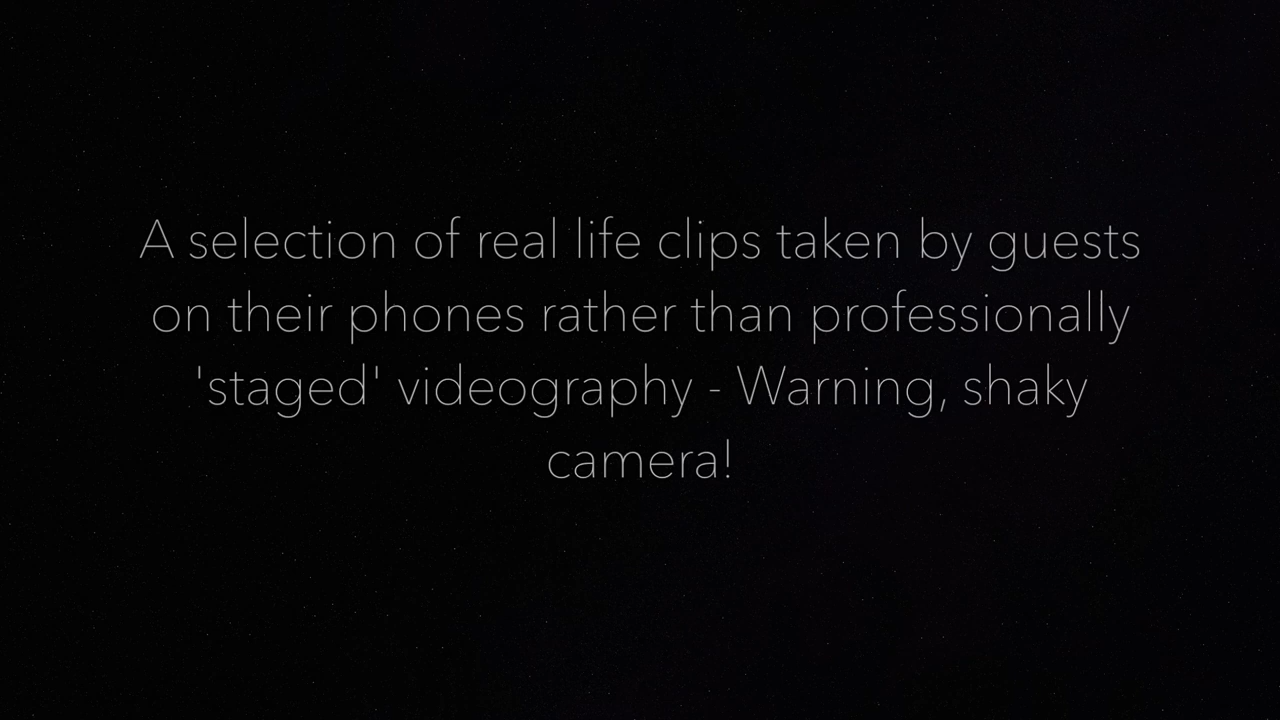 A selection of real life clips taken by guests
on their phones rather than professionally
'staged' videography - Warning, shaky
camera!